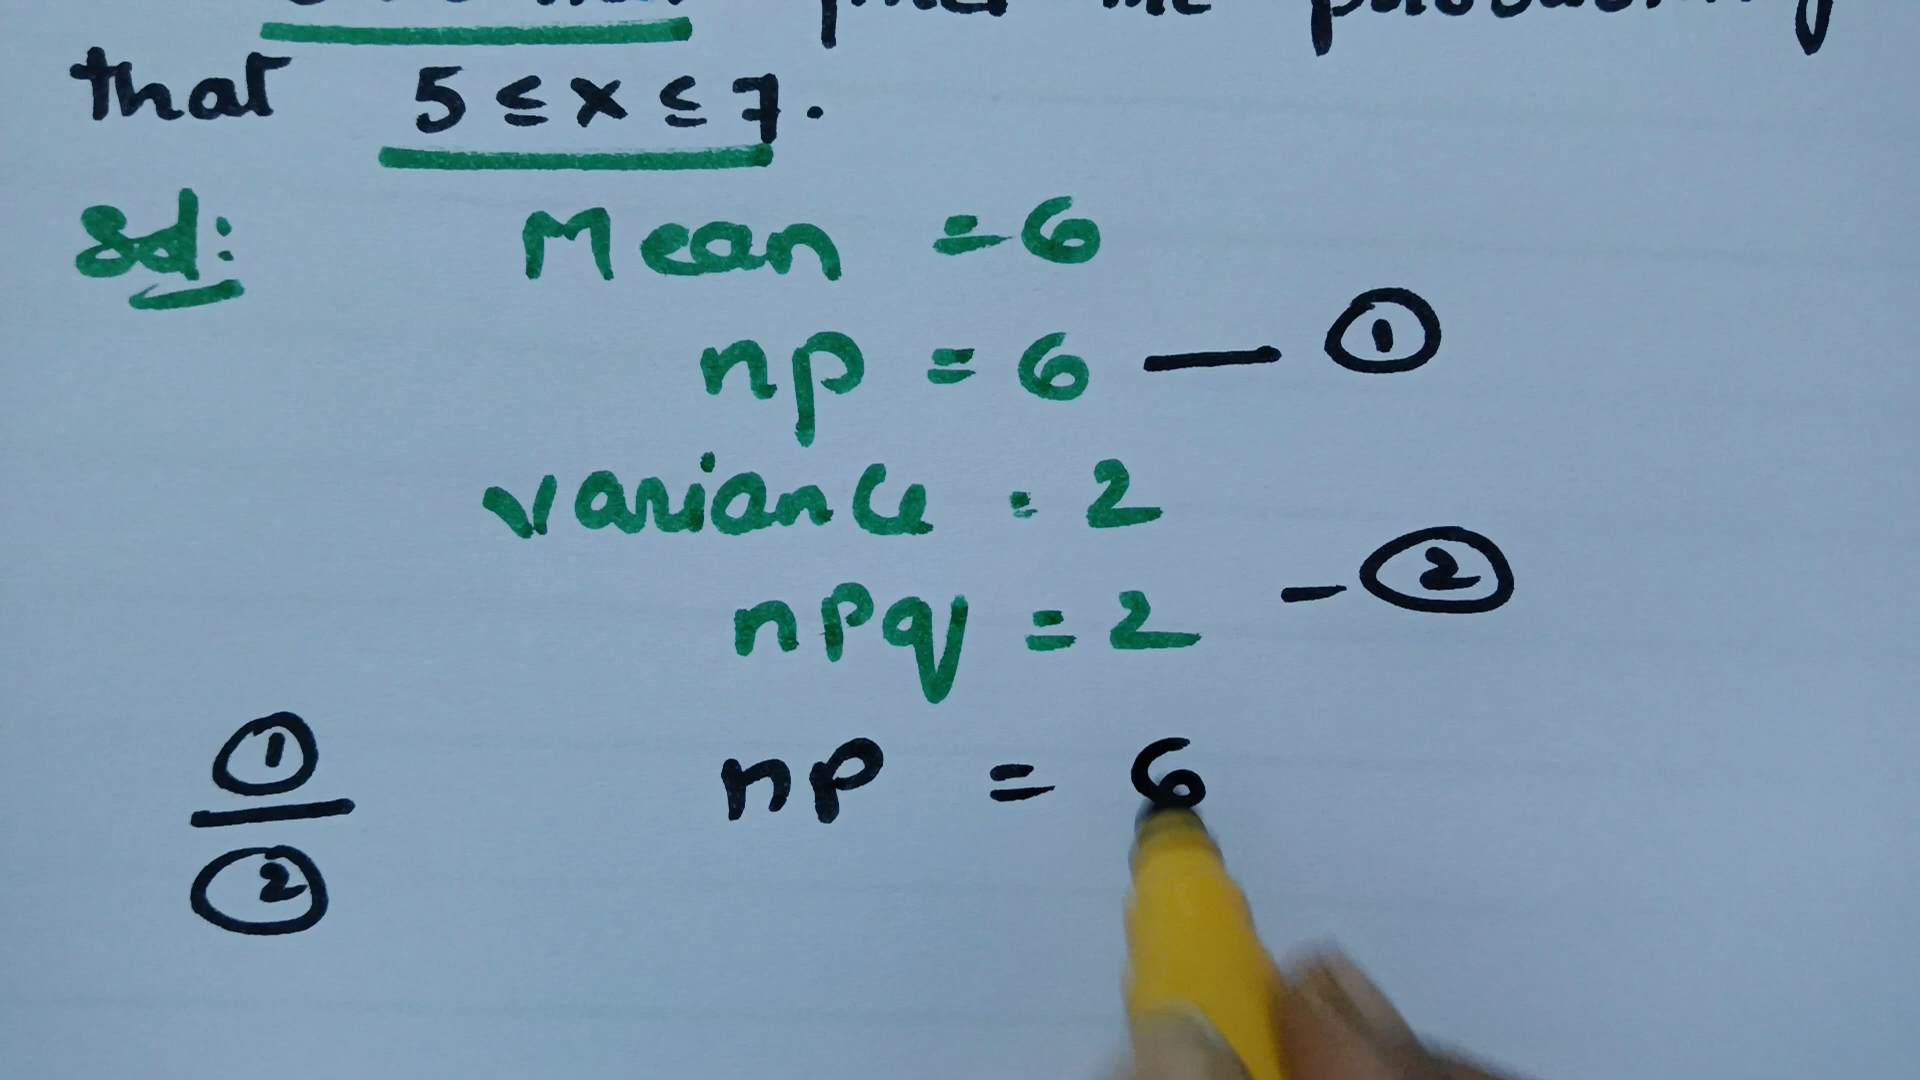 that 5 ≤ x ≤ 7.
Sol: Mean = 6
np = 6 — ①
variance = 2
npq = 2 - ②
①/② np = 6